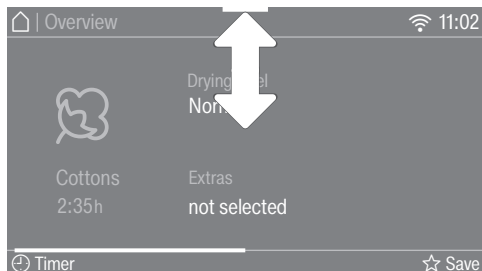 Overview
11:02
Drying
Cottons
Extras
2:35h
not selected
Timer
Save